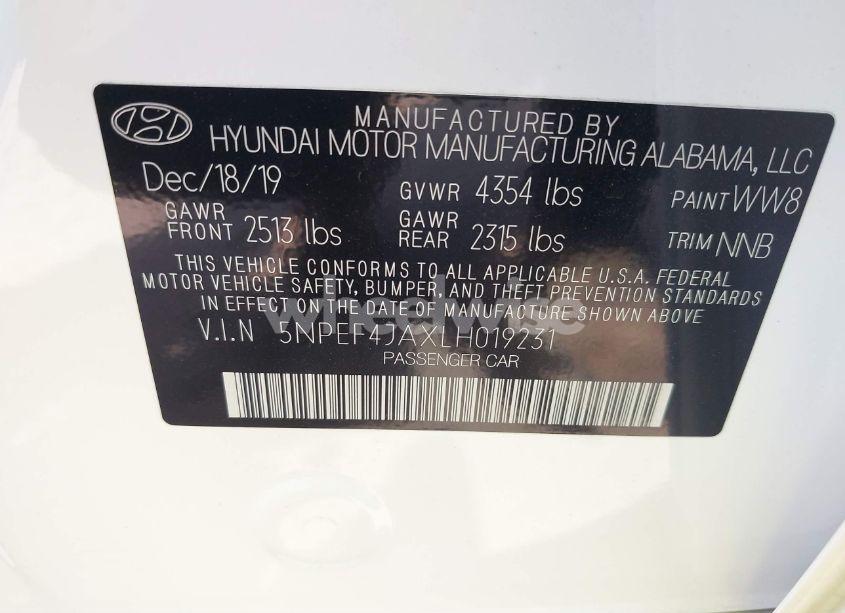 MANUFACTURED BY
HYUNDAI MOTOR MANUFACTURING ALABAMA, LLC
Dec/18/19 GVWR 4354 lbs PAINT WW8
GAWR FRONT 2513 lbs GAWR REAR 2315 lbs TRIM NNB
THIS VEHICLE CONFORMS TO ALL APPLICABLE U.S.A. FEDERAL
MOTOR VEHICLE SAFETY, BUMPER, AND THEFT PREVENTION STANDARDS
IN EFFECT ON THE DATE OF MANUFACTURE SHOWN ABOVE
wheelwise
V.I.N 5NPEF4JAXLH019231
PASSENGER CAR